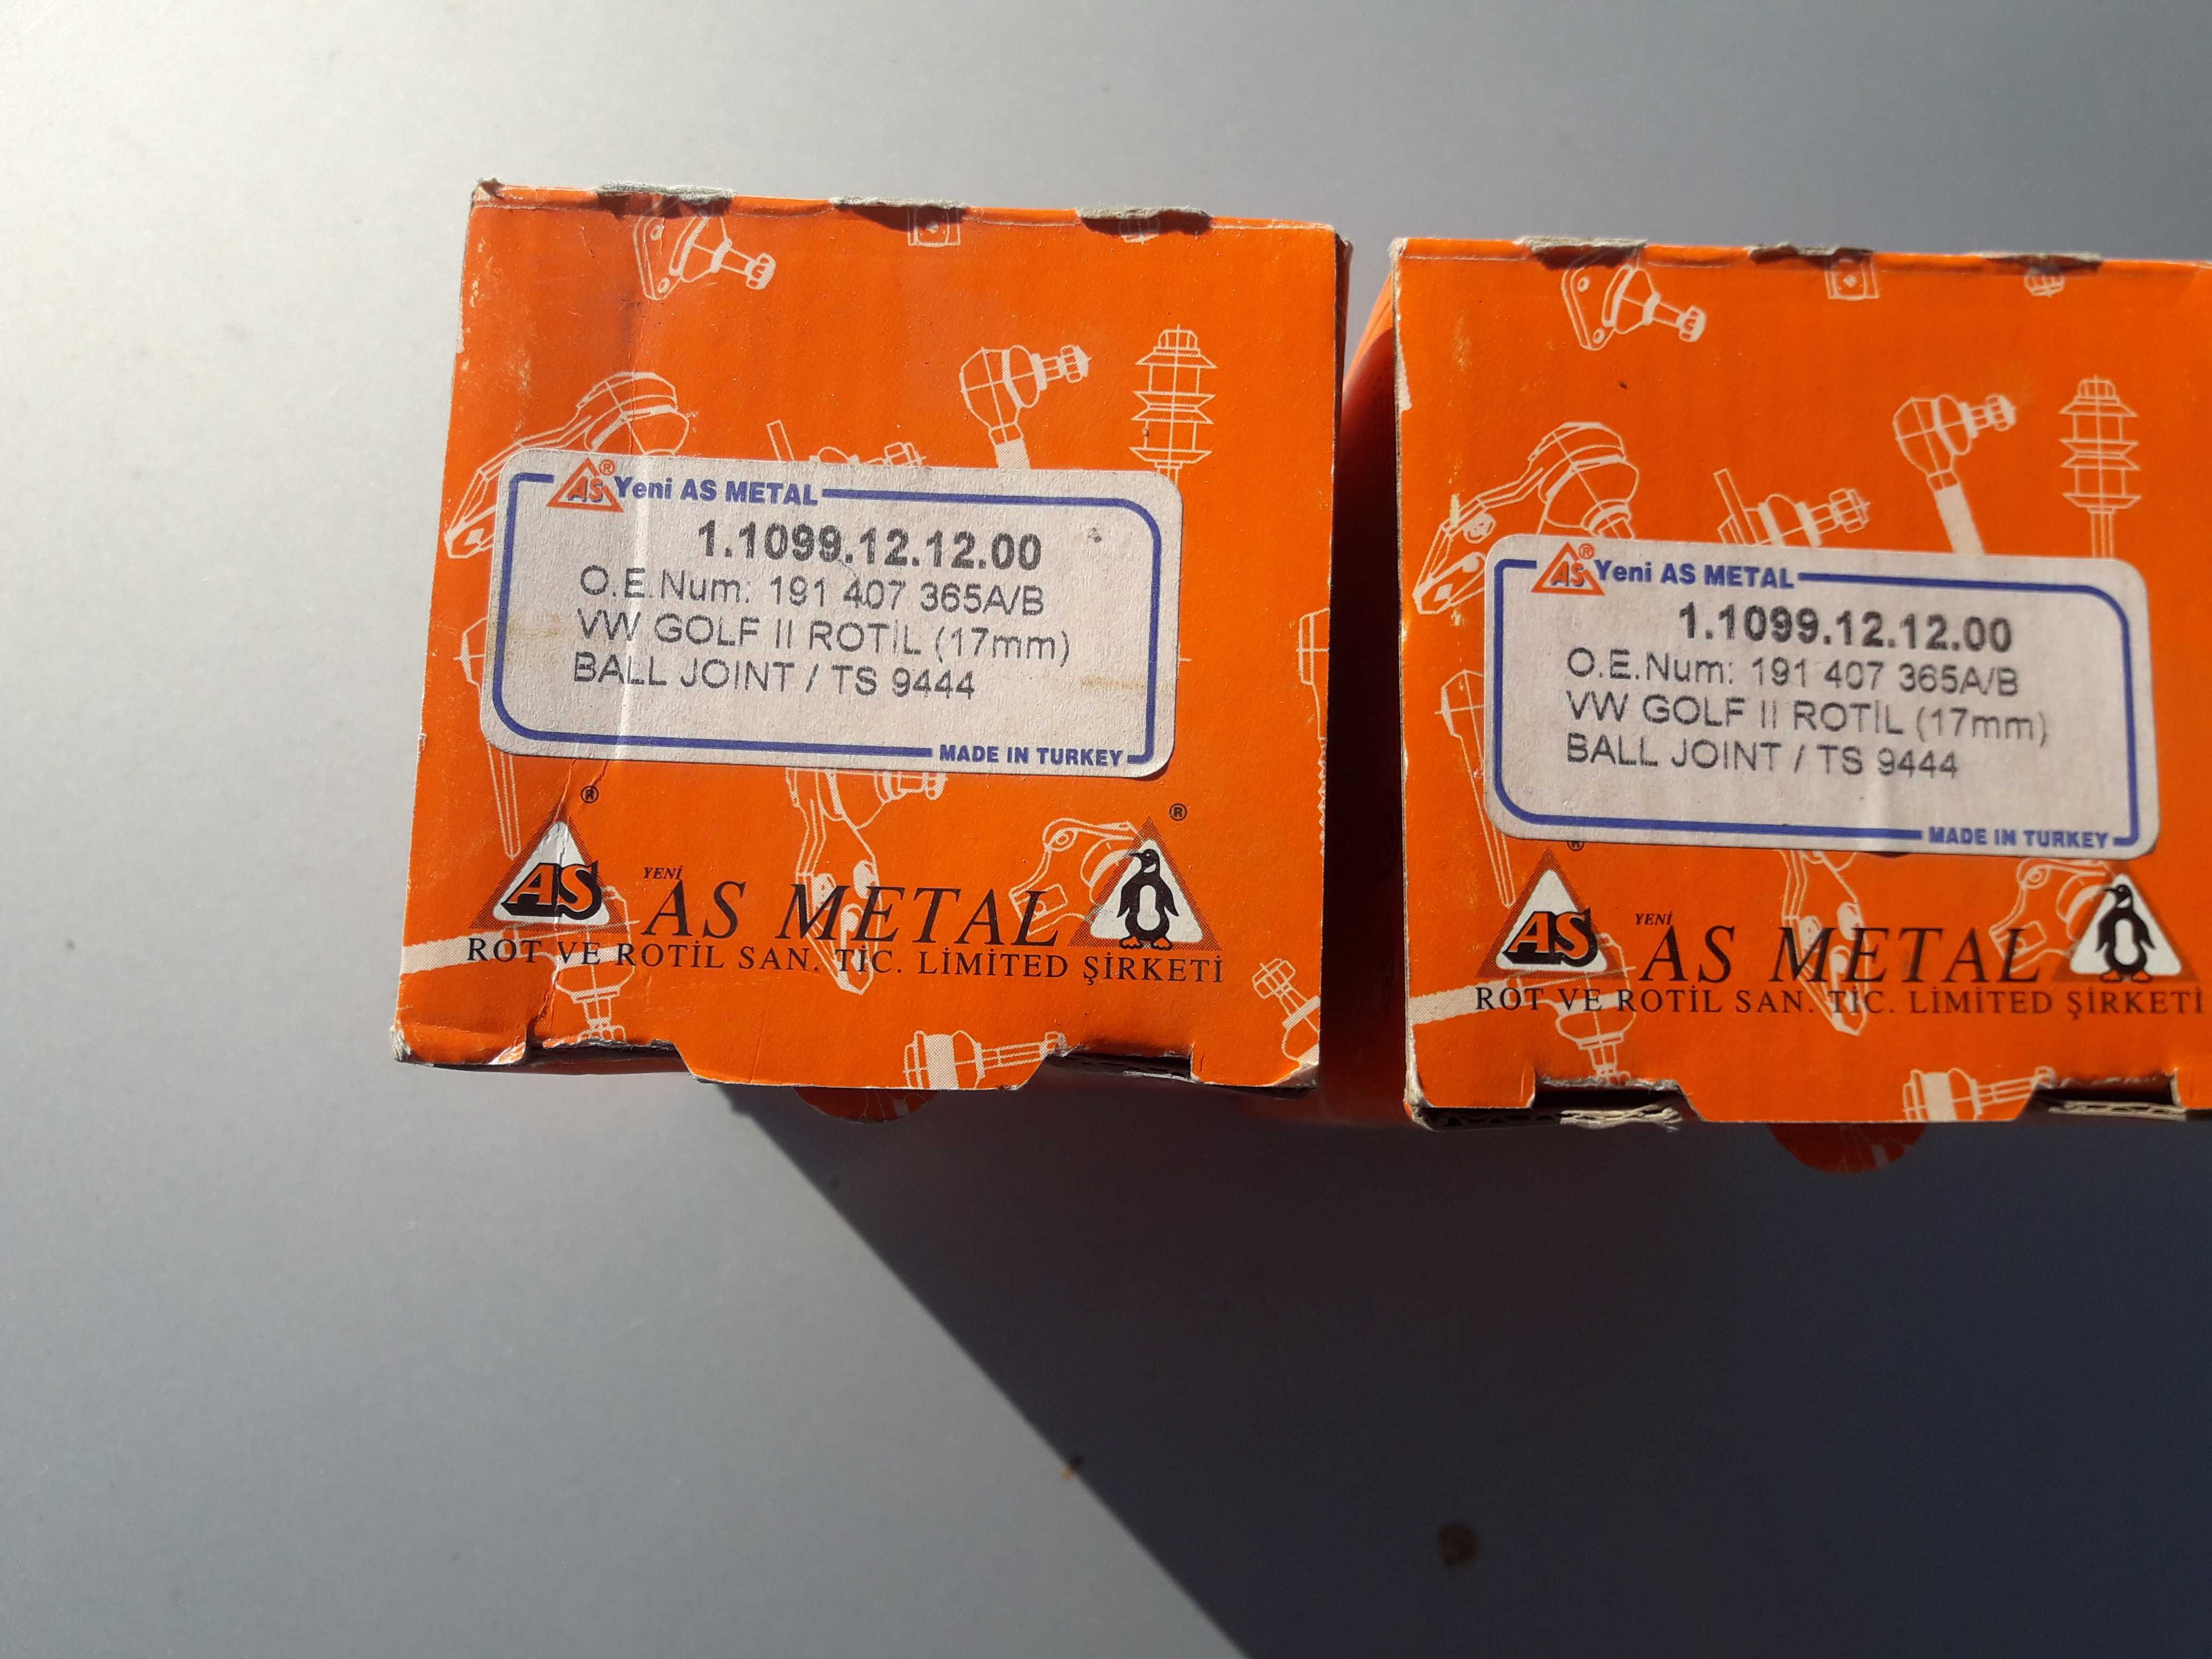 AS® Yeni AS METAL
1.1099.12.12.00
O.E.Num: 191 407 365A/B
VW GOLF II ROTİL (17mm)
BALL JOINT / TS 9444
MADE IN TURKEY
® ®
AS YENİ AS METAL
ROT VE ROTİL SAN. TİC. LİMİTED ŞİRKETİ
AS® Yeni AS METAL
1.1099.12.12.00
O.E.Num: 191 407 365A/B
VW GOLF II ROTİL (17mm)
BALL JOINT / TS 9444
MADE IN TURKEY
®
AS YENİ AS METAL
ROT VE ROTİL SAN. TİC. LİMİTED ŞİRKETİ